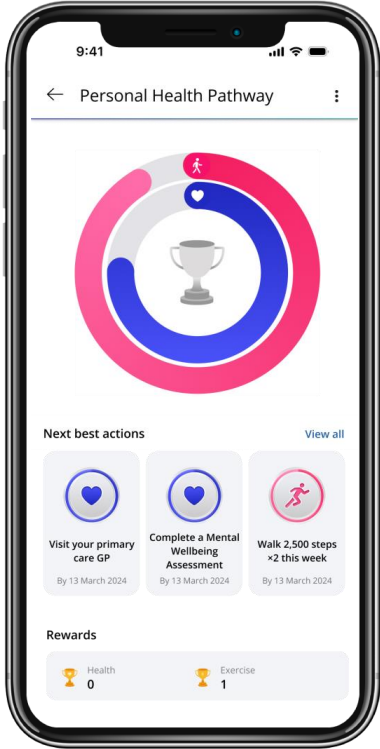 9:41
Personal Health Pathway
Next best actions
View all
Visit your primary
care GP
By 13 March 2024
Complete a Mental
Wellbeing
Assessment
By 13 March 2024
Walk 2,500 steps
×2 this week
By 13 March 2024
Rewards
Health
0
Exercise
1